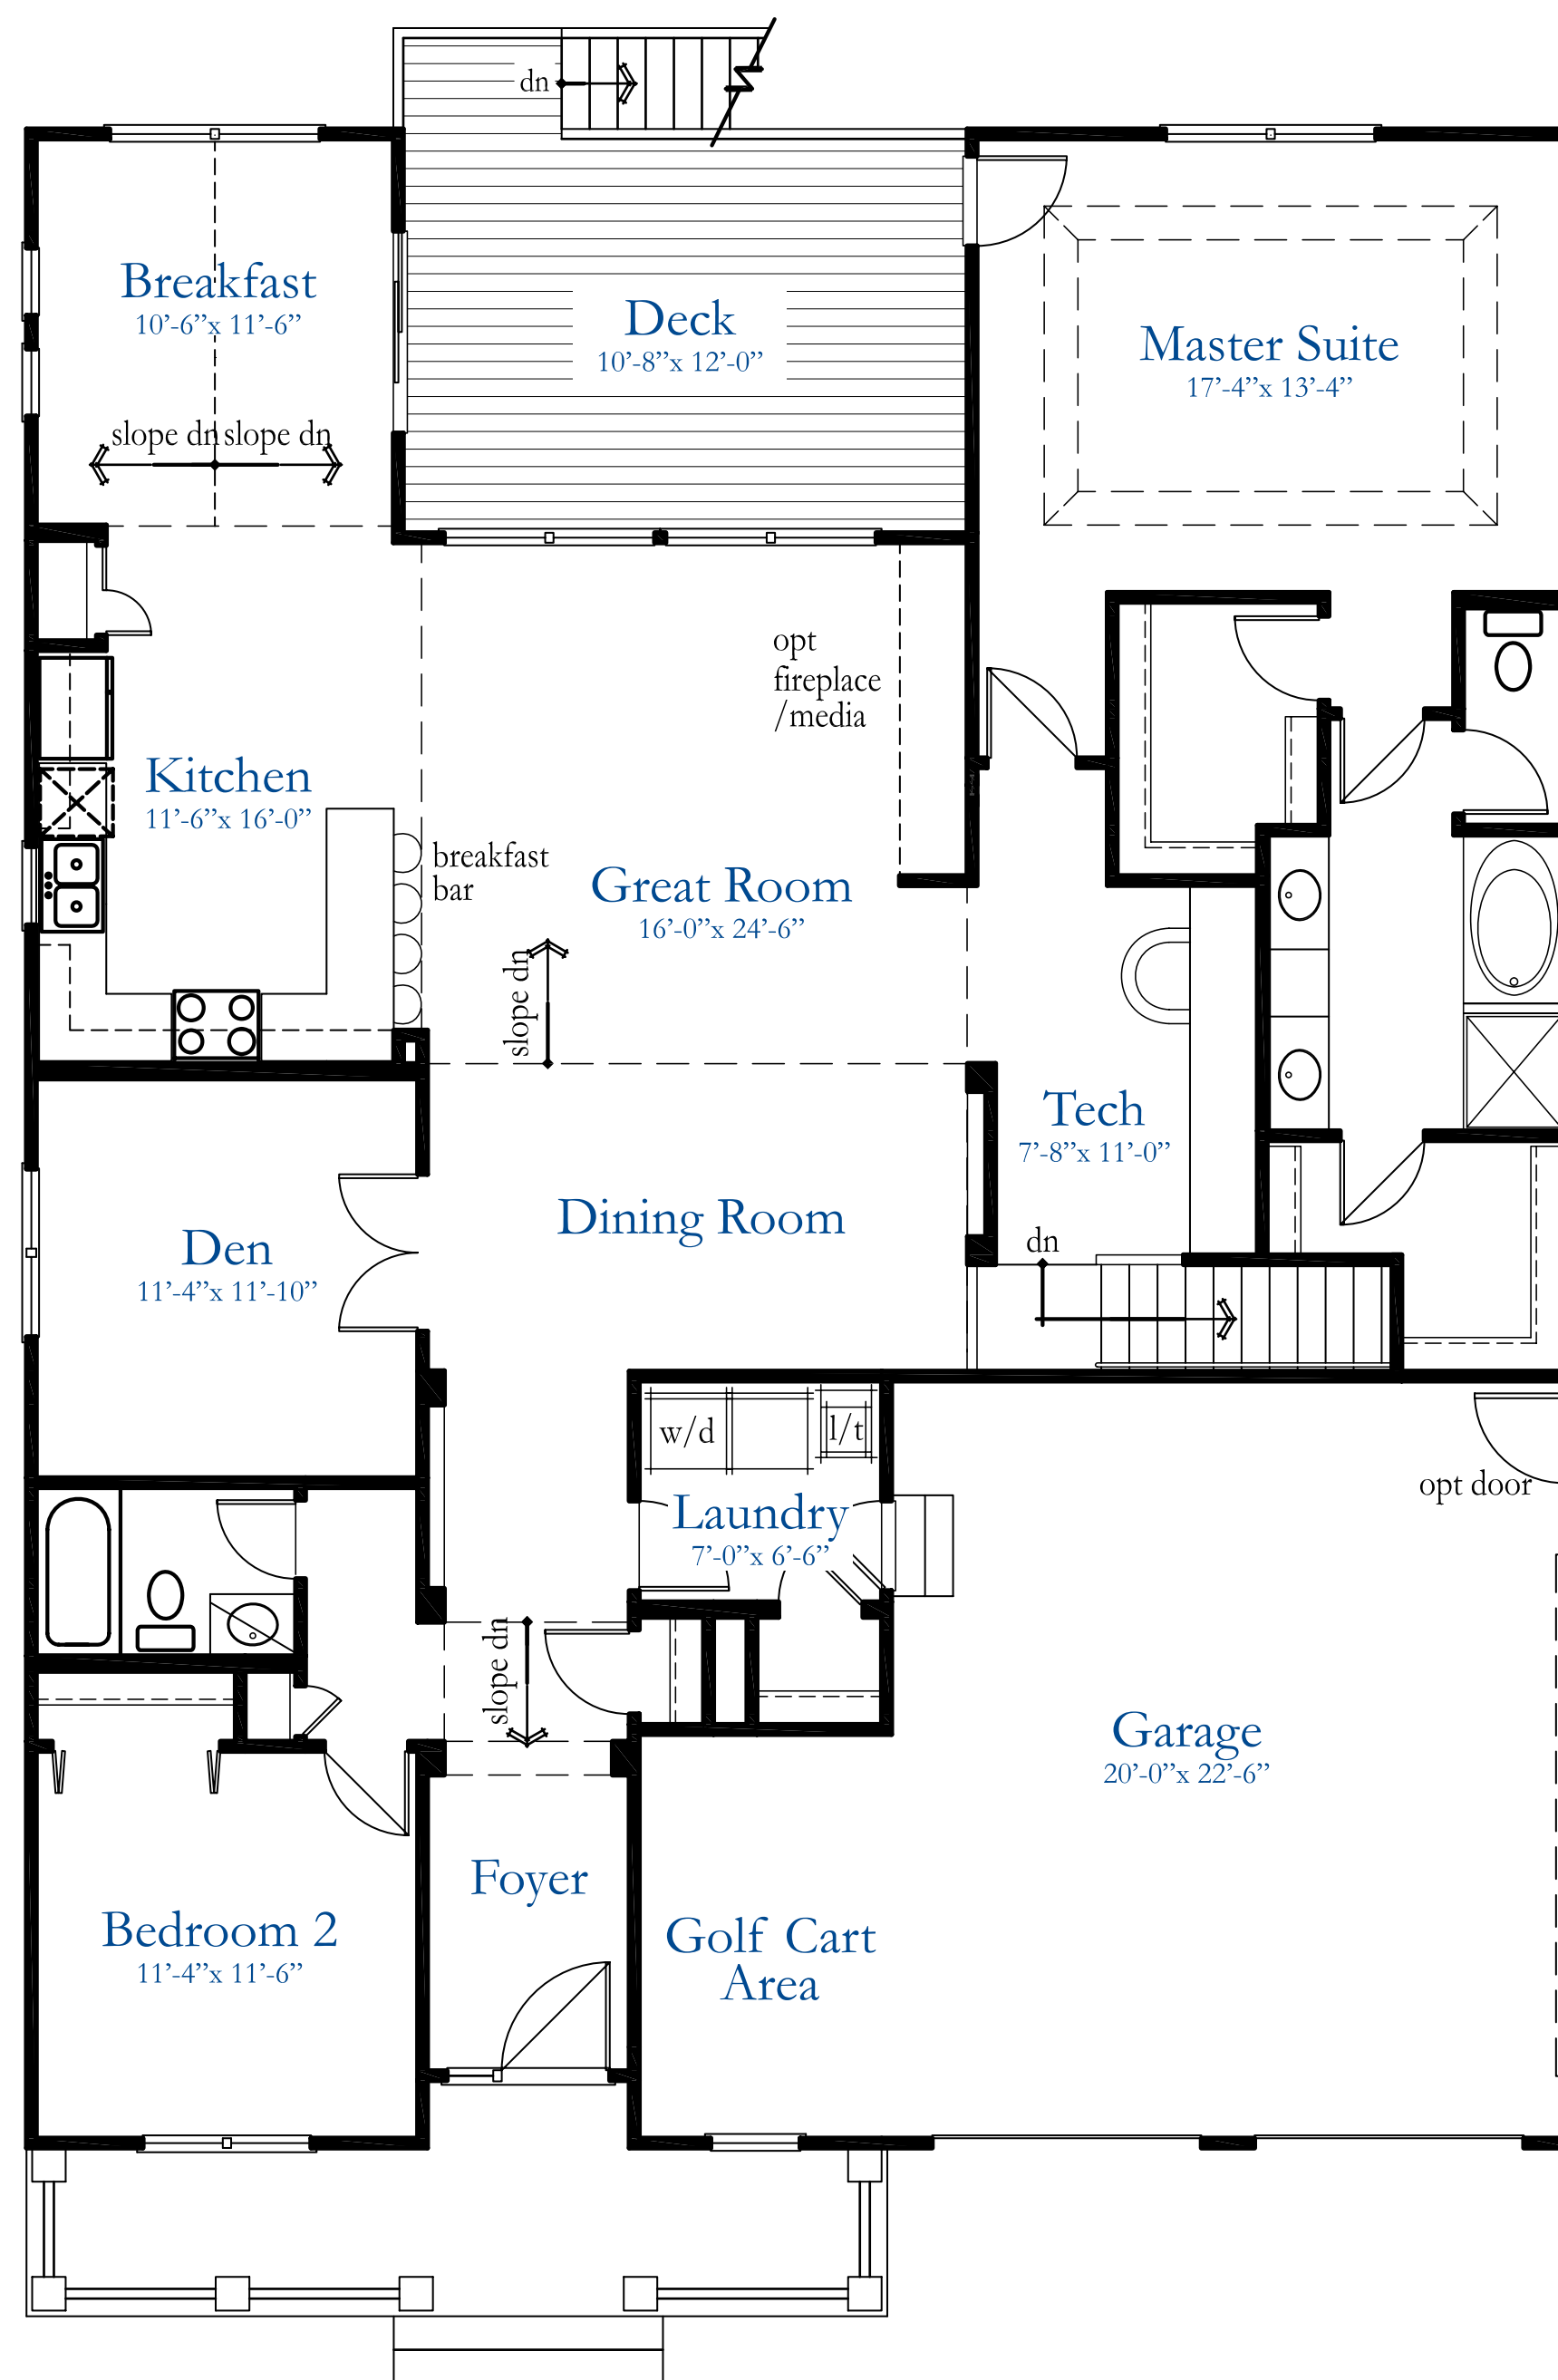 dn
Breakfast
10’-6”x 11’-6”
Deck
10’-8”x 12’-0”
Master Suite
17’-4”x 13’-4”
slope dn slope dn
opt
fireplace
/media
Kitchen
11’-6”x 16’-0”
breakfast
bar
Great Room
16’-0”x 24’-6”
slope dn
Tech
7’-8”x 11’-0”
Dining Room
Den
11’-4”x 11’-10”
dn
w/d
l/t
Laundry
7’-0”x 6’-6”
opt door
slope dn
Garage
20’-0”x 22’-6”
Foyer
Bedroom 2
11’-4”x 11’-6”
Golf Cart
Area